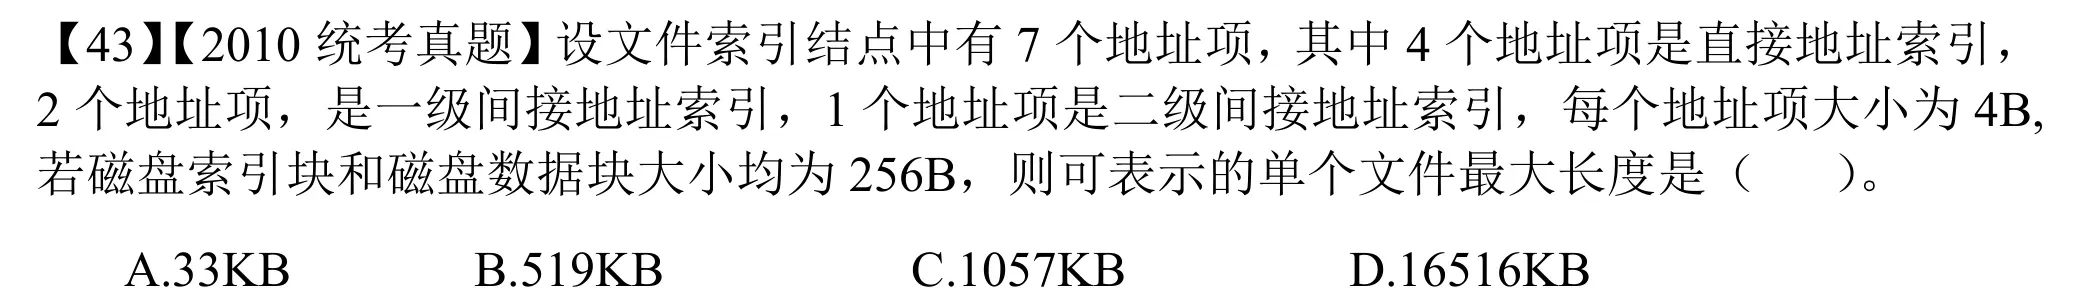 【43】【2010 统考真题】设文件索引结点中有 7 个地址项，其中 4 个地址项是直接地址索引，
2 个地址项，是一级间接地址索引，1 个地址项是二级间接地址索引，每个地址项大小为 4B,
若磁盘索引块和磁盘数据块大小均为 256B，则可表示的单个文件最大长度是（ ）。
A.33KB B.519KB C.1057KB D.16516KB